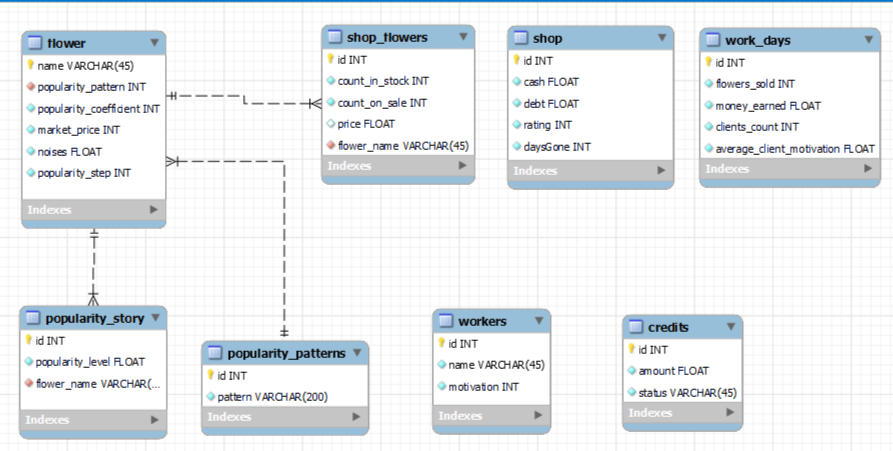 flower
name VARCHAR(45)
popularity_pattern INT
popularity_coefficient INT
market_price INT
noises FLOAT
popularity_step INT
Indexes
shop_flowers
id INT
count_in_stock INT
count_on_sale INT
price FLOAT
flower_name VARCHAR(45)
Indexes
shop
id INT
cash FLOAT
debt FLOAT
rating INT
daysGone INT
Indexes
work_days
id INT
flowers_sold INT
money_earned FLOAT
clients_count INT
average_client_motivation FLOAT
Indexes
popularity_story
id INT
popularity_level FLOAT
flower_name VARCHAR(...
Indexes
popularity_patterns
id INT
pattern VARCHAR(200)
Indexes
workers
id INT
name VARCHAR(45)
motivation INT
Indexes
credits
id INT
amount FLOAT
status VARCHAR(45)
Indexes